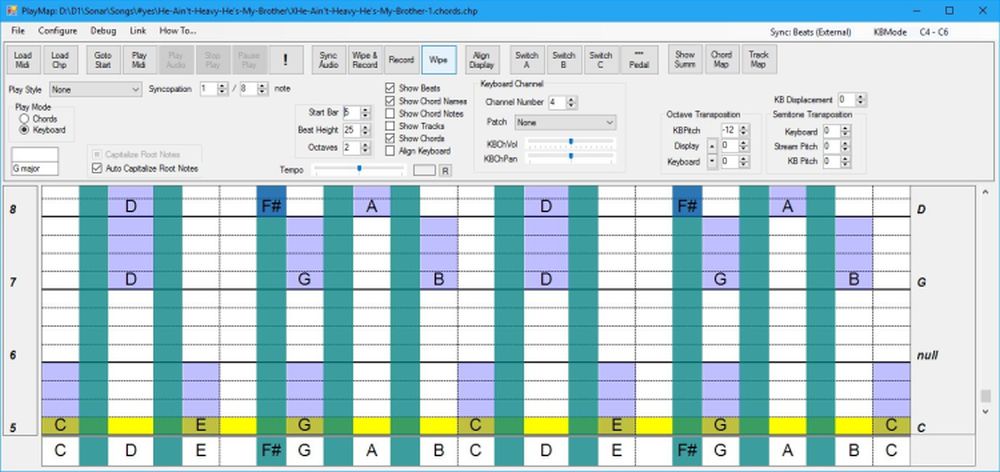 PlayMap: D:\D1\Sonar\Songs\#yes\He-Ain't-Heavy-He's-My-Brother\XHe-Ain't-Heavy-He's-My-Brother-1.chords.chp
File Configure Debug Link How To... Sync: Beats (External) KBMode C4 - C6
Load Midi Load Chp Goto Start Play Midi Play Audio Stop Play Pause Play ! Sync Audio Wipe & Record Record Wipe Align Display Switch A Switch B Switch C *** Pedal Show Summ Chord Map Track Map
Play Style None Syncopation 1 / 8 note
Play Mode
Chords
Keyboard
G major
Capitalize Root Notes
Auto Capitalize Root Notes
Start Bar 5
Beat Height 25
Octaves 2
Tempo R
Show Beats
Show Chord Names
Show Chord Notes
Show Tracks
Show Chords
Align Keyboard
Keyboard Channel
Channel Number 4
Patch None
KBChVol
KBChPan
KB Displacement 0
Octave Transposition
KBPitch -12
Display 0
Keyboard 0
Semitone Transposition
Keyboard 0
Stream Pitch 0
KB Pitch 0
8 D F# A D F# A D
7 D G B D G B G
6 null
5 C E G C E G C C
C D E F# G A B C D E F# G A B C